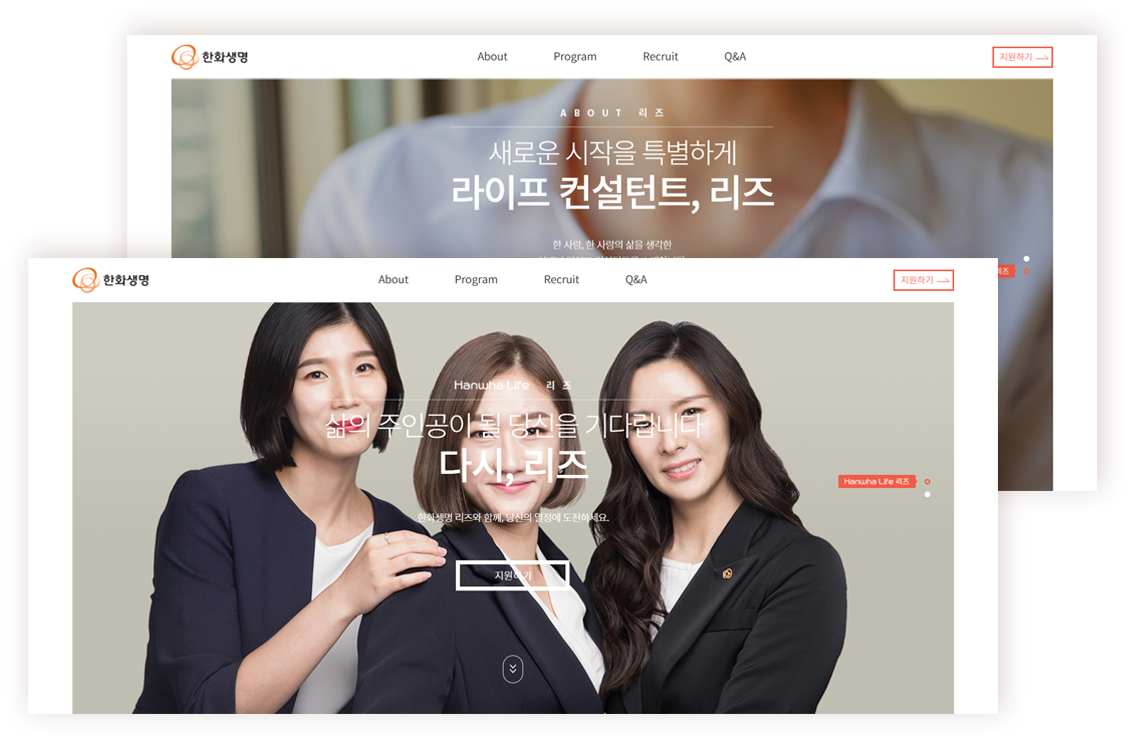 한화생명
About Program Recruit Q&A
지원하기
ABOUT 리즈
새로운 시작을 특별하게
라이프 컨설턴트, 리즈
한 사람, 한 사람의 삶을 생각한
리즈
한화생명
About Program Recruit Q&A
지원하기
Hanwha Life 리즈
삶의 주인공이 될 당신을 기다립니다
다시, 리즈
한화생명 리즈와 함께, 당신의 열정에 도전하세요.
Hanwha Life 리즈
지원하기